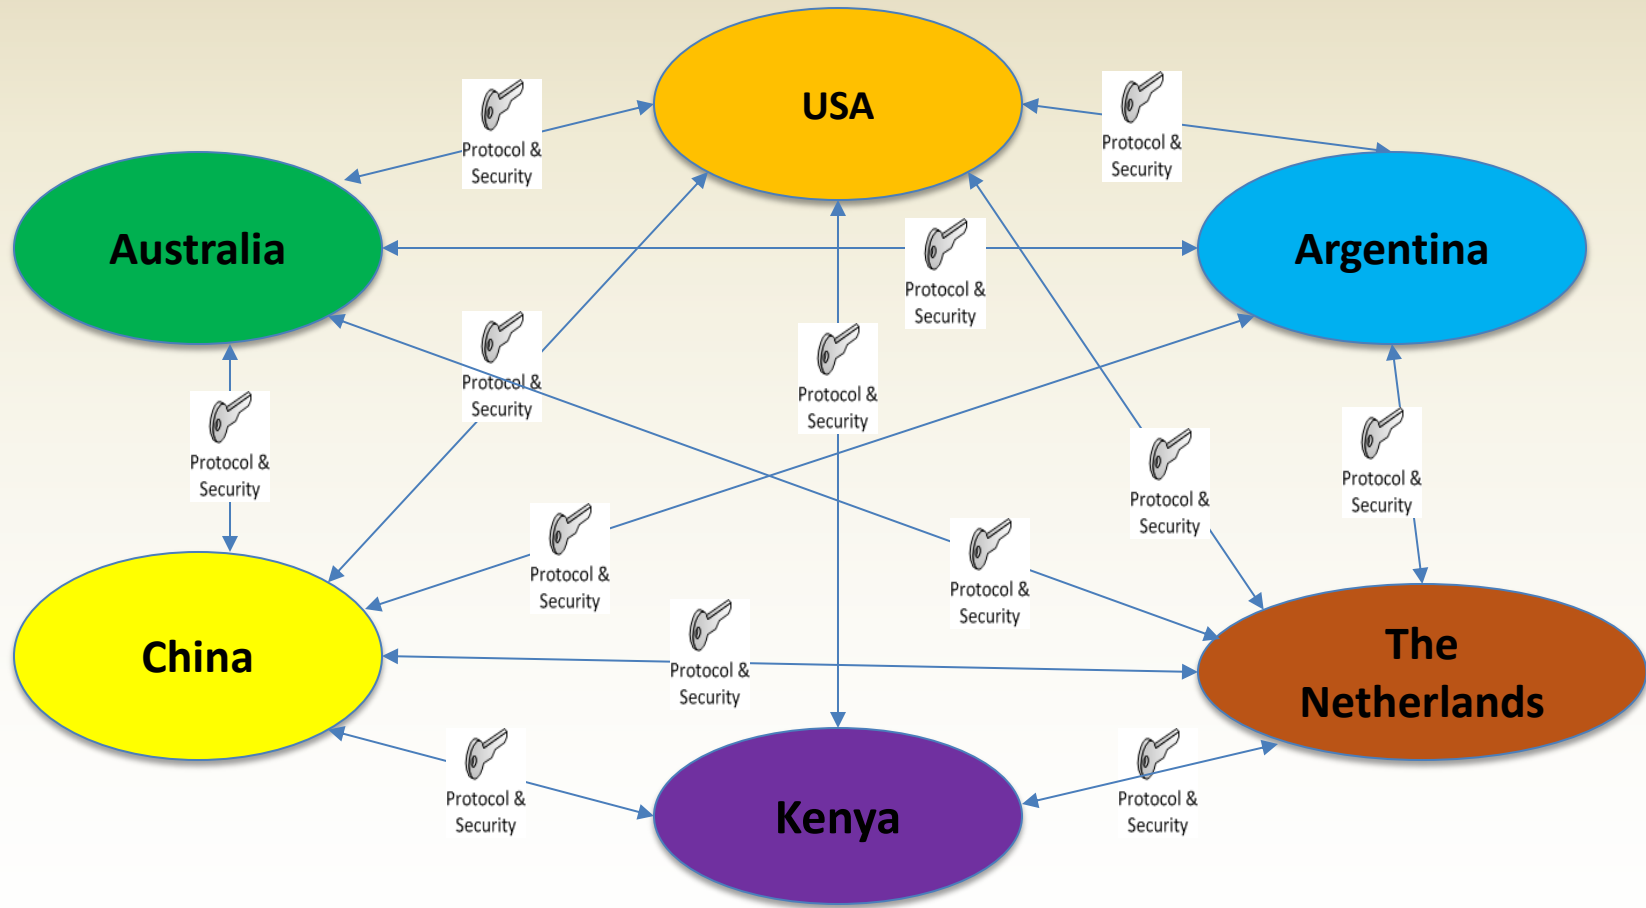 USA
Protocol &
Security
Protocol &
Security
Australia
Argentina
Protocol &
Security
Protocol &
Security
Protocol &
Security
Protocol &
Security
Protocol &
Security
Protocol &
Security
Protocol &
Security
Protocol &
Security
China
The
Netherlands
Protocol &
Security
Protocol &
Security
Protocol &
Security
Kenya